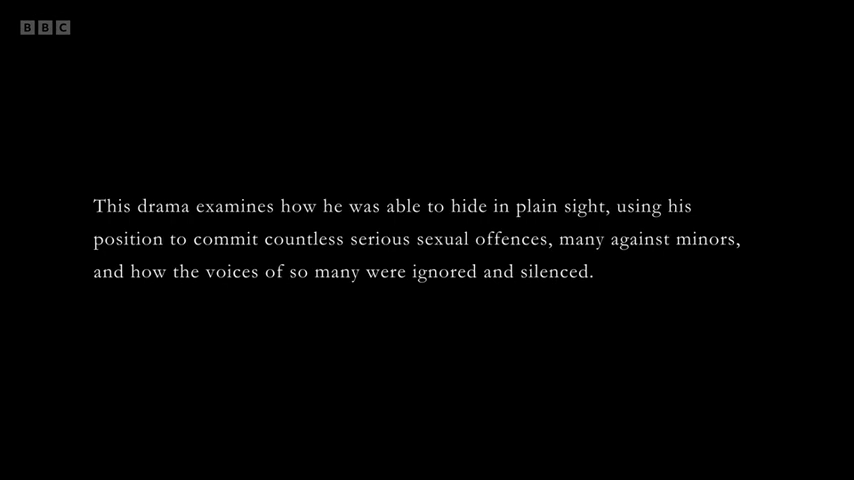 BBC
This drama examines how he was able to hide in plain sight, using his
position to commit countless serious sexual offences, many against minors,
and how the voices of so many were ignored and silenced.